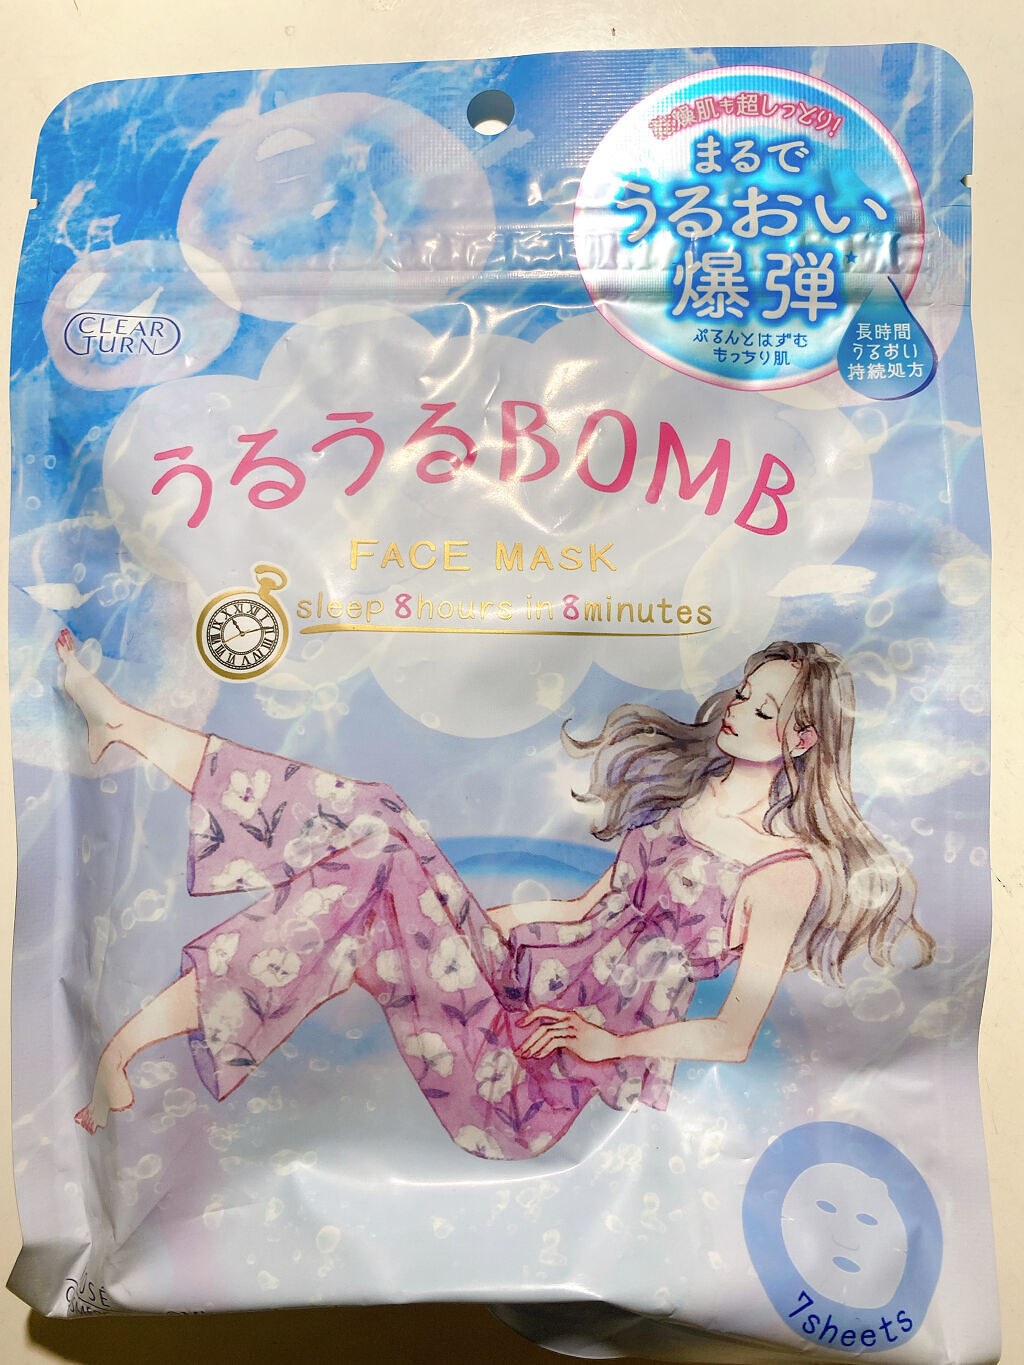 乾燥肌も超しっとり!
まるで
うるおい
爆弾
ぷるんとはずむ
もっちり肌
長時間
うるおい
持続処方
CLEAR
TURN
うるうるBOMB
FACE MASK
sleep 8hours in 8minutes
7sheets